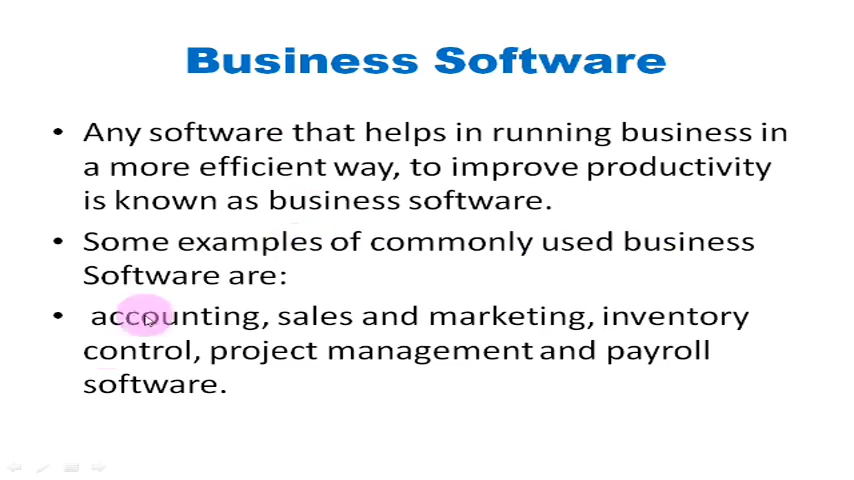 Business Software
• Any software that helps in running business in
a more efficient way, to improve productivity
is known as business software.
• Some examples of commonly used business
Software are:
• accounting, sales and marketing, inventory
control, project management and payroll
software.